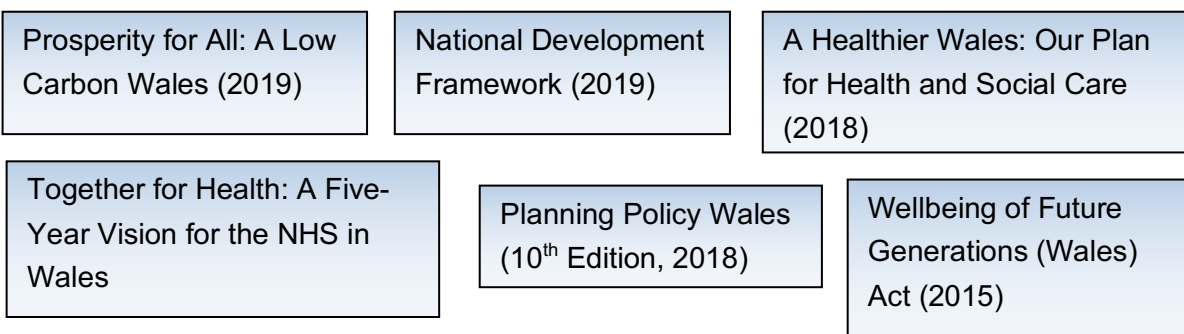 Prosperity for All: A Low
Carbon Wales (2019)
National Development
Framework (2019)
A Healthier Wales: Our Plan
for Health and Social Care
(2018)
Together for Health: A Five-
Year Vision for the NHS in
Wales
Planning Policy Wales
(10th Edition, 2018)
Wellbeing of Future
Generations (Wales)
Act (2015)